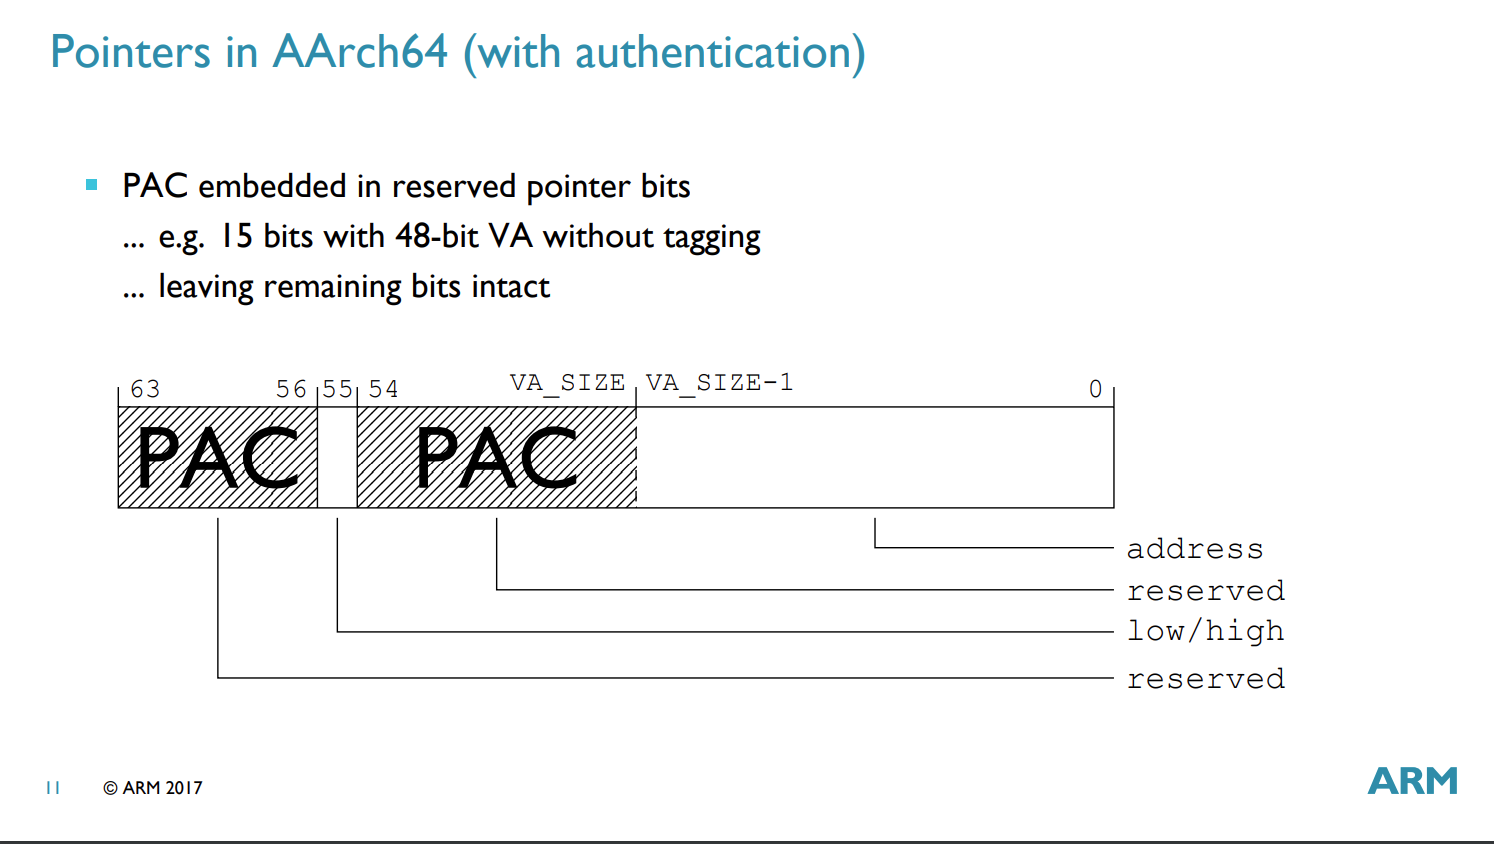 Pointers in AArch64 (with authentication)
PAC embedded in reserved pointer bits
... e.g. 15 bits with 48-bit VA without tagging
... leaving remaining bits intact
63 56 55 54 VA_SIZE VA_SIZE-1 0
PAC PAC
address
reserved
low/high
reserved
11 © ARM 2017 ARM